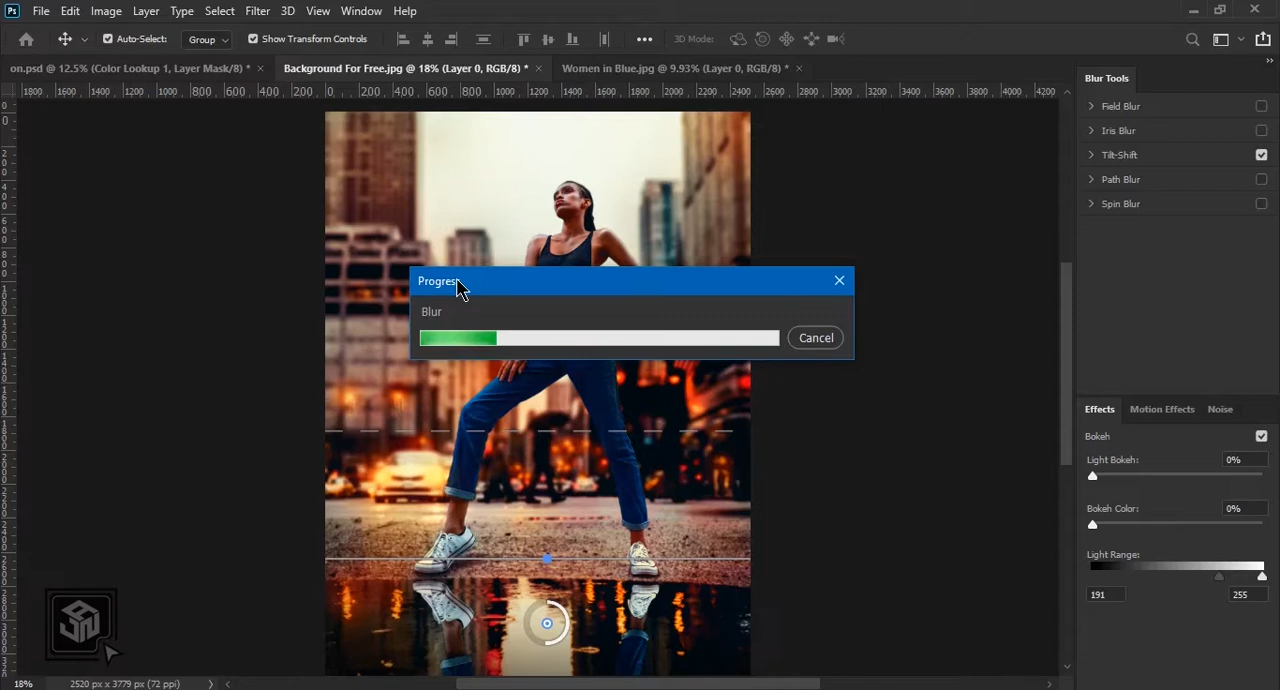 Ps File Edit Image Layer Type Select Filter 3D View Window Help
Auto-Select: Group Show Transform Controls 3D Mode:
on.psd @ 12.5% (Color Lookup 1, Layer Mask/8) * Background For Free.jpg @ 18% (Layer 0, RGB/8) * Women in Blue.jpg @ 9.93% (Layer 0, RGB/8) *
1800 1600 1400 1200 1000 800 600 400 200 0 200 400 600 800 1000 1200 1400 1600 1800 2000 2200 2400 2600 2800 3000 3200 3400 3600 3800 4000 4200
Blur Tools
Field Blur
Iris Blur
Tilt-Shift
Path Blur
Spin Blur
Progress
Blur
Cancel
Effects Motion Effects Noise
Bokeh
Light Bokeh: 0%
Bokeh Color: 0%
Light Range:
191 255
18% 2520 px x 3779 px (72 ppi)